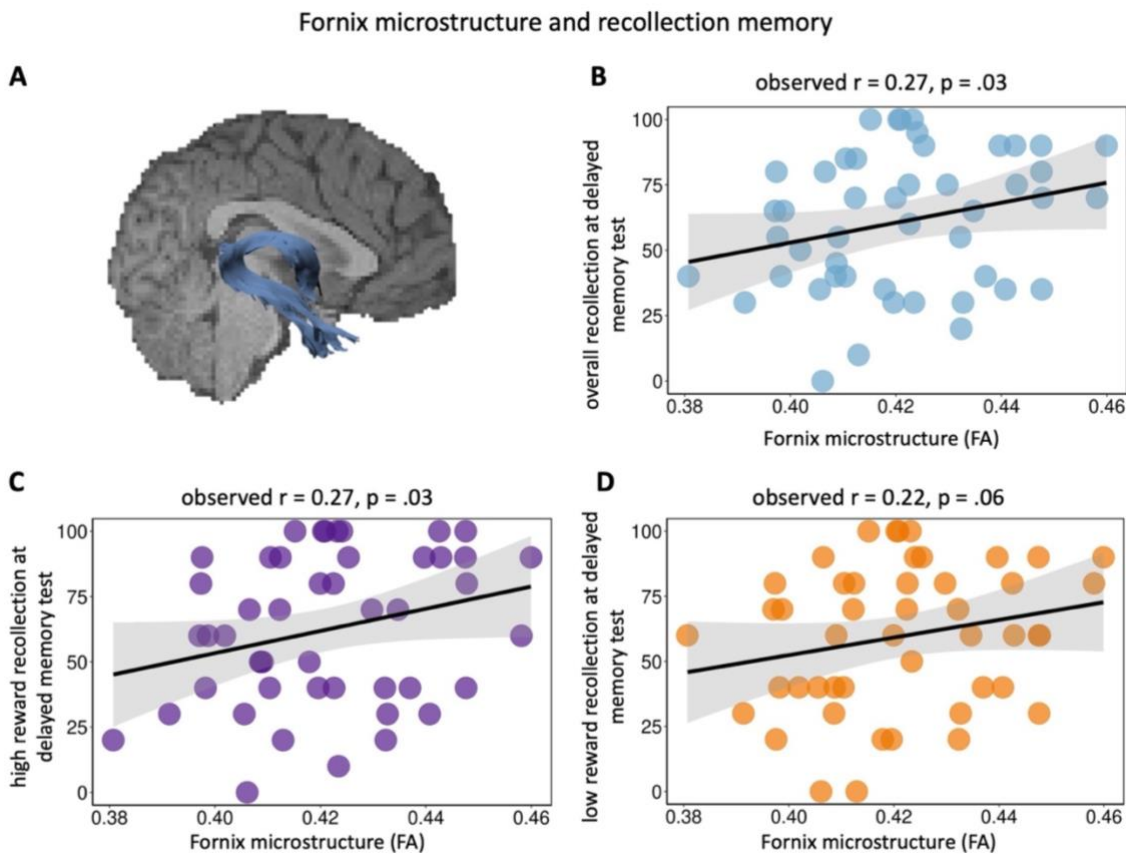 Fornix microstructure and recollection memory
A
B
observed r = 0.27, p = .03
overall recollection at delayed
memory test
100
75
50
25
0
0.38 0.40 0.42 0.44 0.46
Fornix microstructure (FA)
C
observed r = 0.27, p = .03
high reward recollection at
delayed memory test
100
75
50
25
0
0.38 0.40 0.42 0.44 0.46
Fornix microstructure (FA)
D
observed r = 0.22, p = .06
low reward recollection at delayed
memory test
100
75
50
25
0
0.38 0.40 0.42 0.44 0.46
Fornix microstructure (FA)